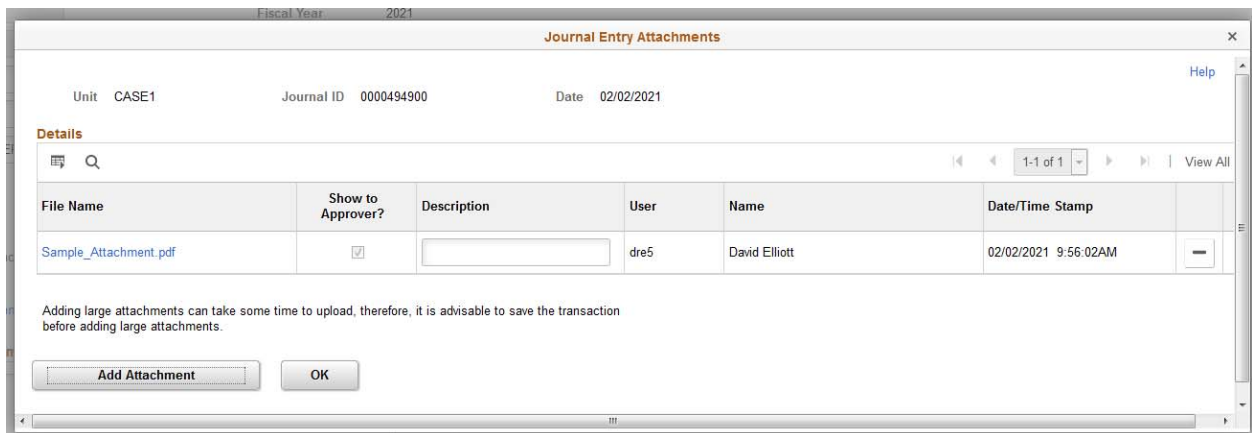 Fiscal Year 2021
Journal Entry Attachments ×
Help
Unit CASE1 Journal ID 0000494900 Date 02/02/2021
Details
1-1 of 1 | View All
File Name Show to Approver? Description User Name Date/Time Stamp
Sample_Attachment.pdf dre5 David Elliott 02/02/2021 9:56:02AM
Adding large attachments can take some time to upload, therefore, it is advisable to save the transaction
before adding large attachments.
Add Attachment OK